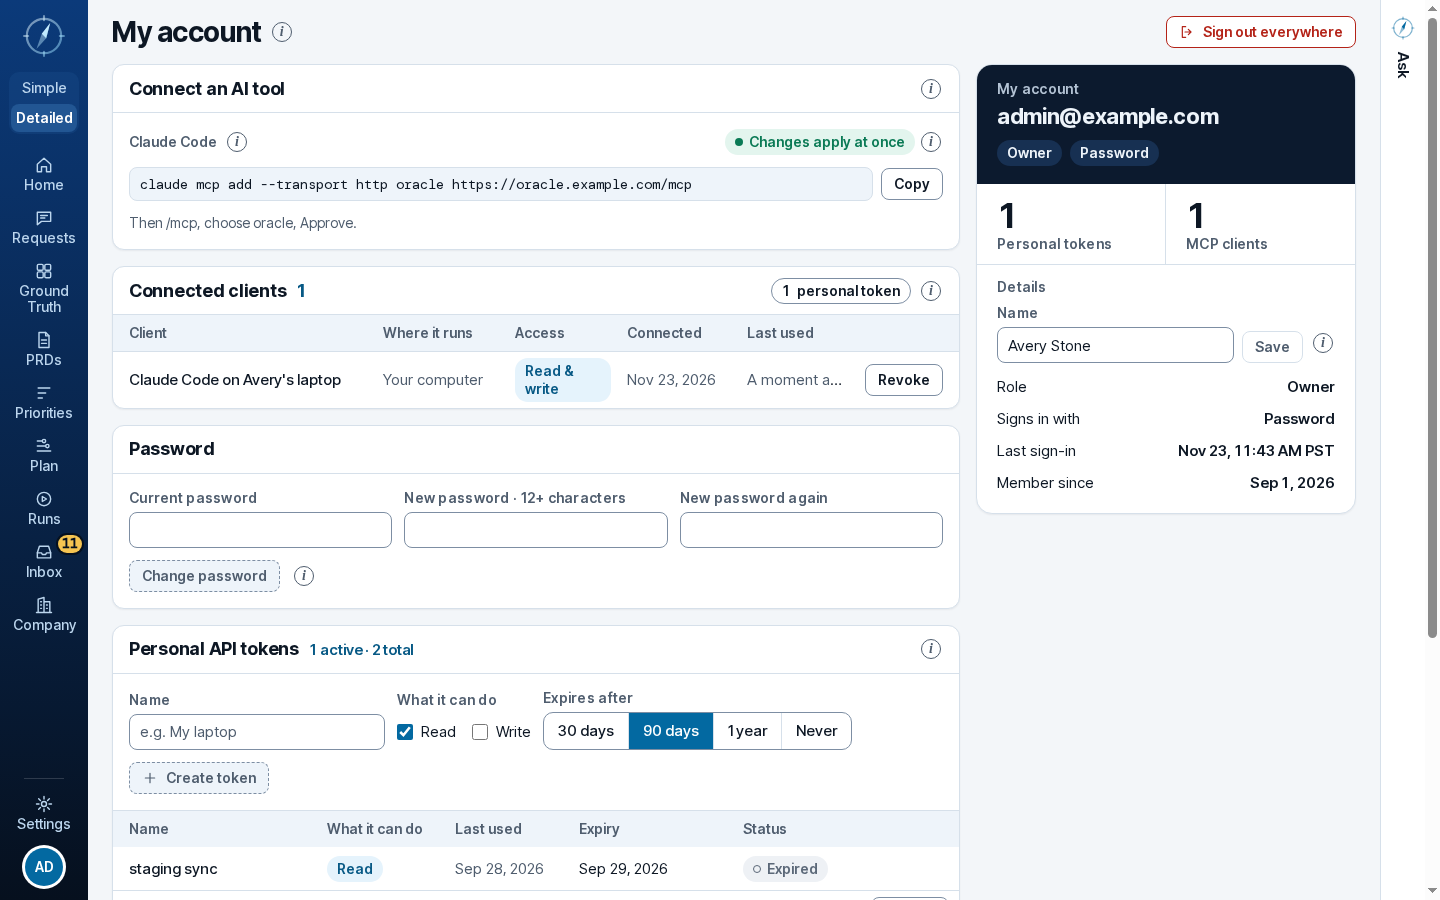 Simple
Detailed
Home
Requests
Ground
Truth
PRDs
Priorities
Plan
Runs
11
Inbox
Company
Settings
AD
My account
i
Sign out everywhere
Connect an AI tool
i
Claude Code
i
Changes apply at once
i
claude mcp add --transport http oracle https://oracle.example.com/mcp
Copy
Then /mcp, choose oracle, Approve.
Connected clients 1
1 personal token
i
Client Where it runs Access Connected Last used
Claude Code on Avery's laptop Your computer Read & write Nov 23, 2026 A moment a... Revoke
Password
Current password New password · 12+ characters New password again
Change password
i
Personal API tokens 1 active · 2 total
i
Name What it can do Expires after
e.g. My laptop Read Write 30 days 90 days 1 year Never
Create token
Name What it can do Last used Expiry Status
staging sync Read Sep 28, 2026 Sep 29, 2026 Expired
My account
admin@example.com
Owner Password
1 1
Personal tokens MCP clients
Details
Name
Avery Stone Save
i
Role Owner
Signs in with Password
Last sign-in Nov 23, 11:43 AM PST
Member since Sep 1, 2026
Ask